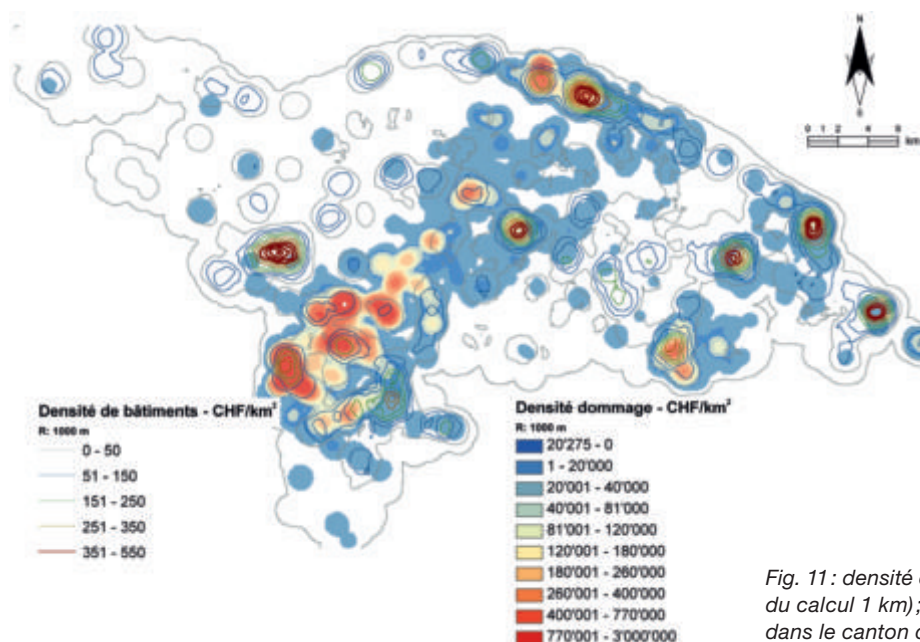 N
S
0 1 2 4 6
km
Densité de bâtiments - CHF/km²
R: 1000 m
0 - 50
51 - 150
151 - 250
251 - 350
351 - 550
Densité dommage - CHF/km²
R: 1000 m
20'275 - 0
1 - 20'000
20'001 - 40'000
40'001 - 81'000
81'001 - 120'000
120'001 - 180'000
180'001 - 260'000
260'001 - 400'000
400'001 - 770'000
770'001 - 3'000'000
Fig. 11 : densité
du calcul 1 km) ;
dans le canton